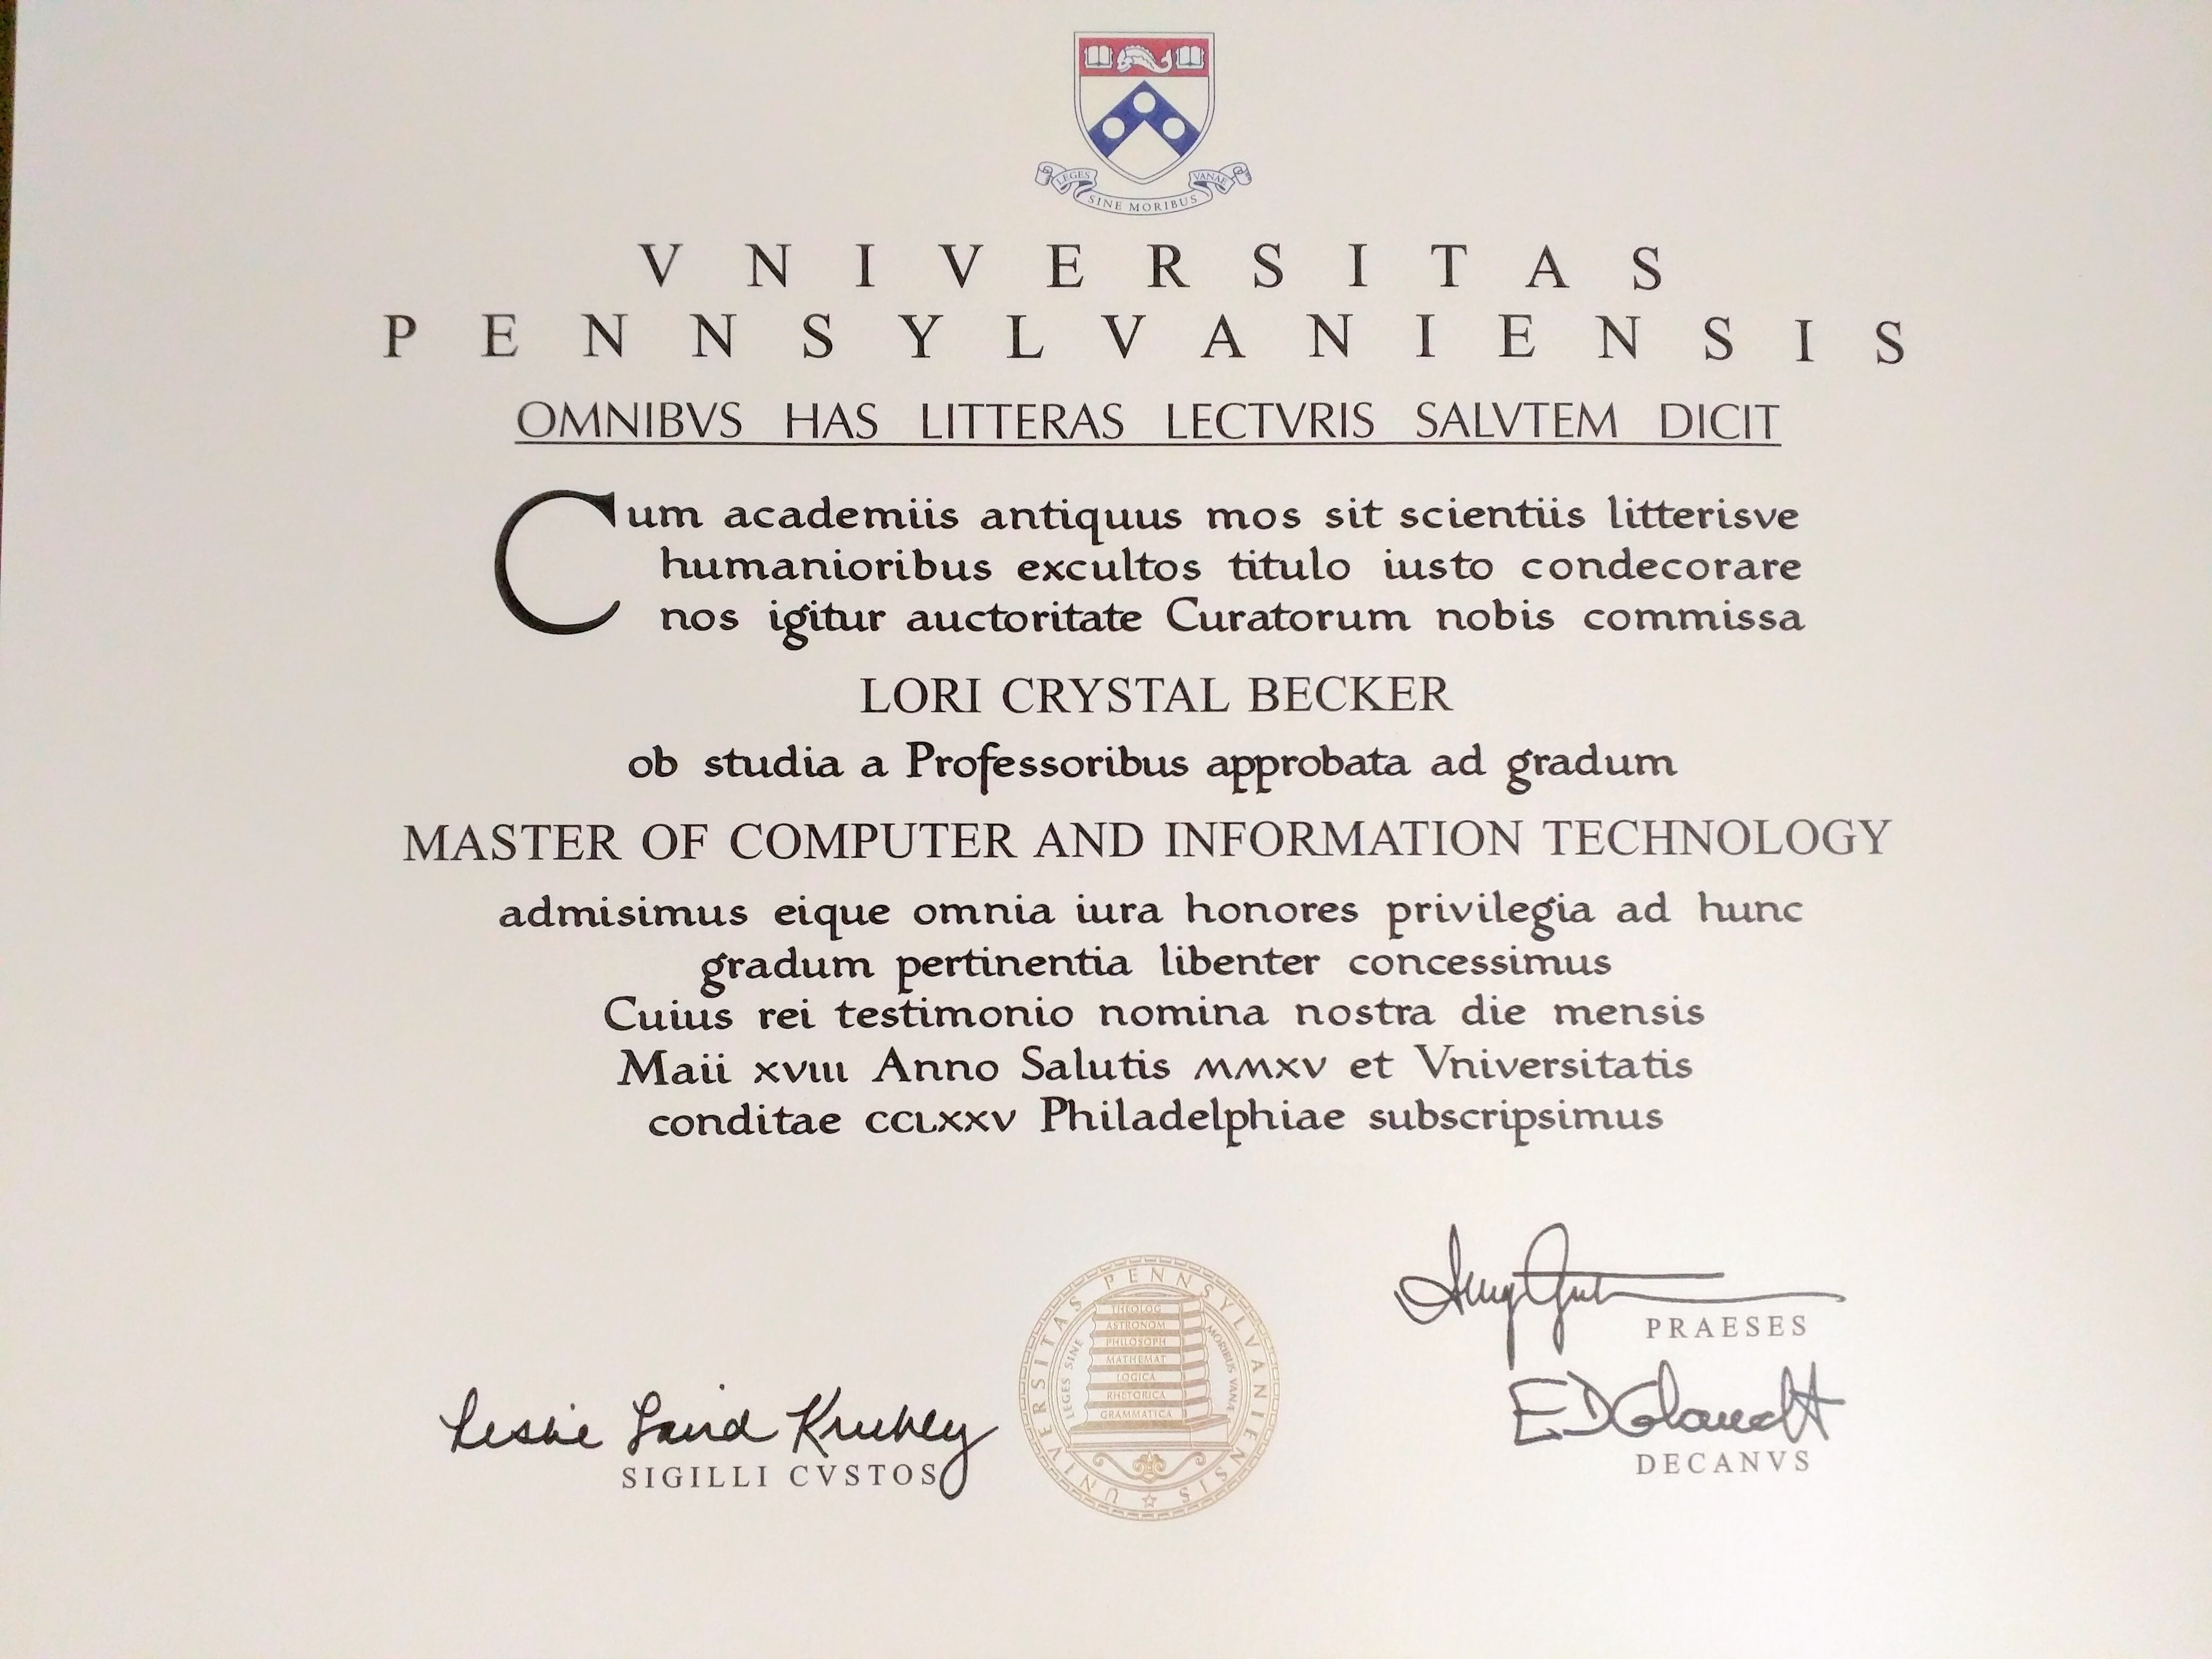 LEGES SINE MORIBUS VANAE
VNIVERSITAS
PENNSYLVANIENSIS
OMNIBVS HAS LITTERAS LECTVRIS SALVTEM DICIT
Cum academiis antiquus mos sit scientiis litterisve
humanioribus excultos titulo iusto condecorare
nos igitur auctoritate Curatorum nobis commissa
LORI CRYSTAL BECKER
ob studia a Professoribus approbata ad gradum
MASTER OF COMPUTER AND INFORMATION TECHNOLOGY
admisimus eique omnia iura honores privilegia ad hunc
gradum pertinentia libenter concessimus
Cuius rei testimonio nomina nostra die mensis
Maii XVIII Anno Salutis MMXV et Vniversitatis
conditae CCLXXV Philadelphiae subscripsimus
Amy Gut
PRAESES
E D Glandt
DECANVS
Leslie Laird Kruhly
SIGILLI CVSTOS
UNIVERSITAS PENNSYLVANIENSIS
LEGES SINE MORIBUS VANAE
THEOLOG
ASTRONOM
PHILOSOPH
MATHEMAT
LOGICA
RHETORICA
GRAMMATICA